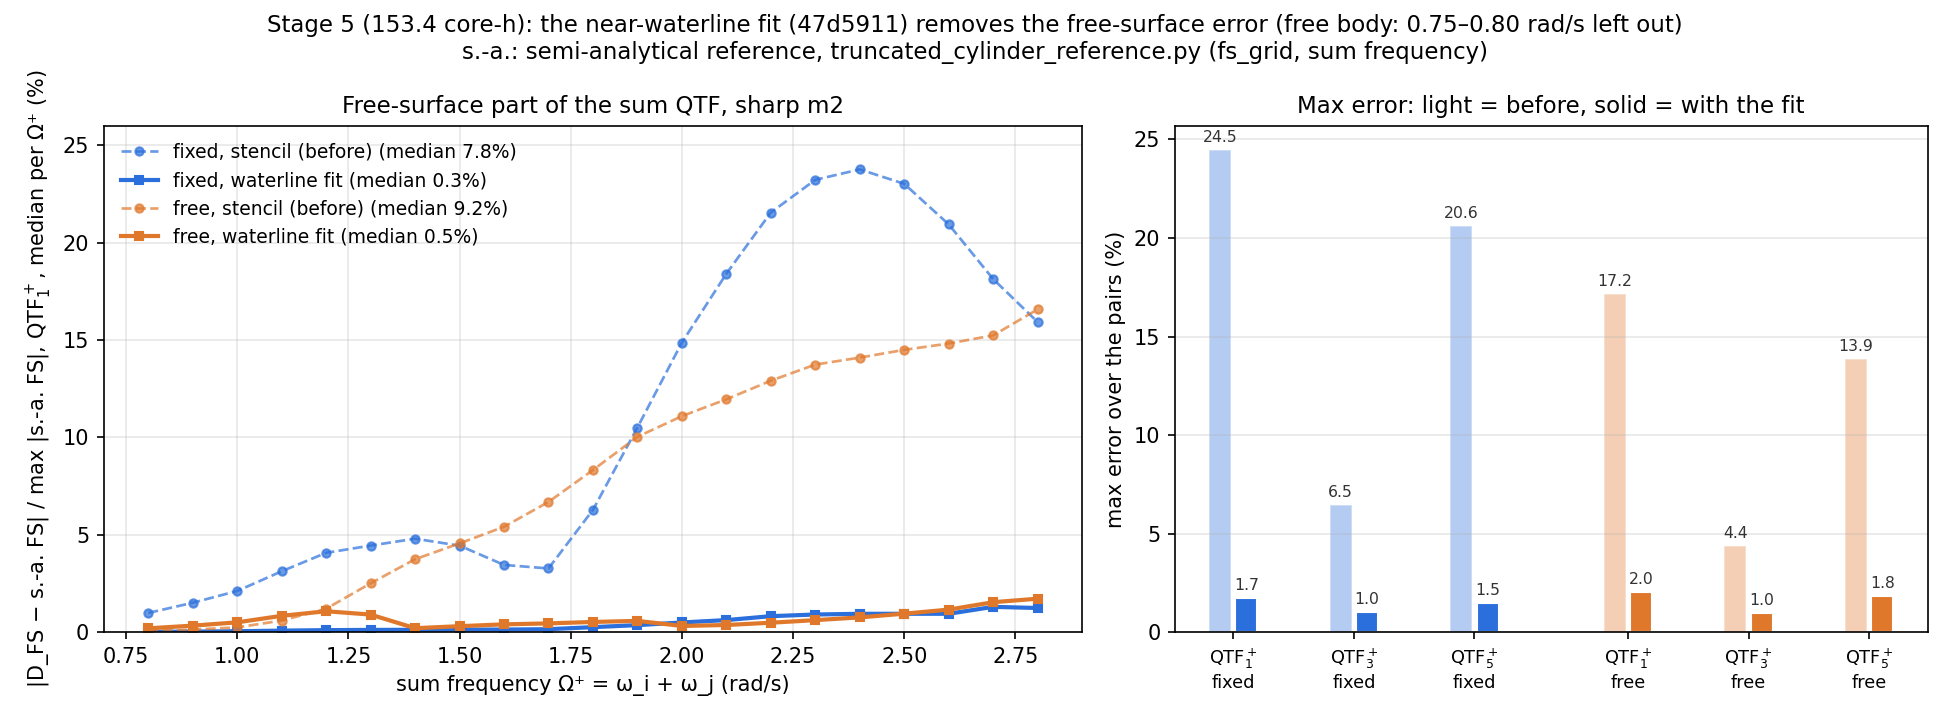 Stage 5 (153.4 core-h): the near-waterline fit (47d5911) removes the free-surface error (free body: 0.75–0.80 rad/s left out)
s.-a.: semi-analytical reference, truncated_cylinder_reference.py (fs_grid, sum frequency)
Free-surface part of the sum QTF, sharp m2
|D_FS − s.-a. FS| / max |s.-a. FS|, QTF₁⁺, median per Ω⁺ (%)
25
20
15
10
5
0
fixed, stencil (before) (median 7.8%)
fixed, waterline fit (median 0.3%)
free, stencil (before) (median 9.2%)
free, waterline fit (median 0.5%)
0.75 1.00 1.25 1.50 1.75 2.00 2.25 2.50 2.75
sum frequency Ω⁺ = ω_i + ω_j (rad/s)
Max error: light = before, solid = with the fit
max error over the pairs (%)
25
20
15
10
5
0
24.5
1.7
6.5
1.0
20.6
1.5
17.2
2.0
4.4
1.0
13.9
1.8
QTF₁⁺ QTF₃⁺ QTF₅⁺ QTF₁⁺ QTF₃⁺ QTF₅⁺
fixed fixed fixed free free free